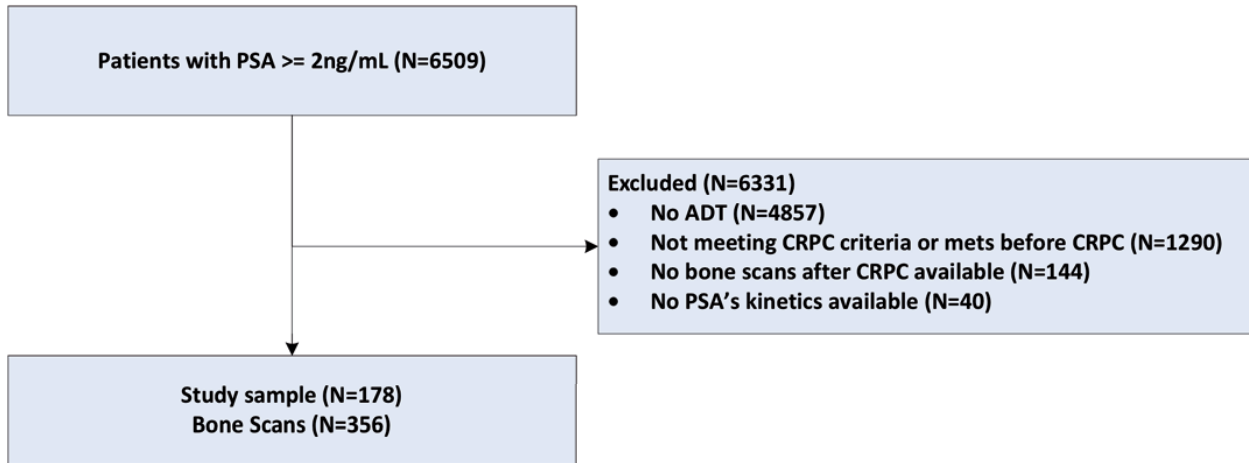 Patients with PSA >= 2ng/mL (N=6509)
Excluded (N=6331)
• No ADT (N=4857)
• Not meeting CRPC criteria or mets before CRPC (N=1290)
• No bone scans after CRPC available (N=144)
• No PSA’s kinetics available (N=40)
Study sample (N=178)
Bone Scans (N=356)